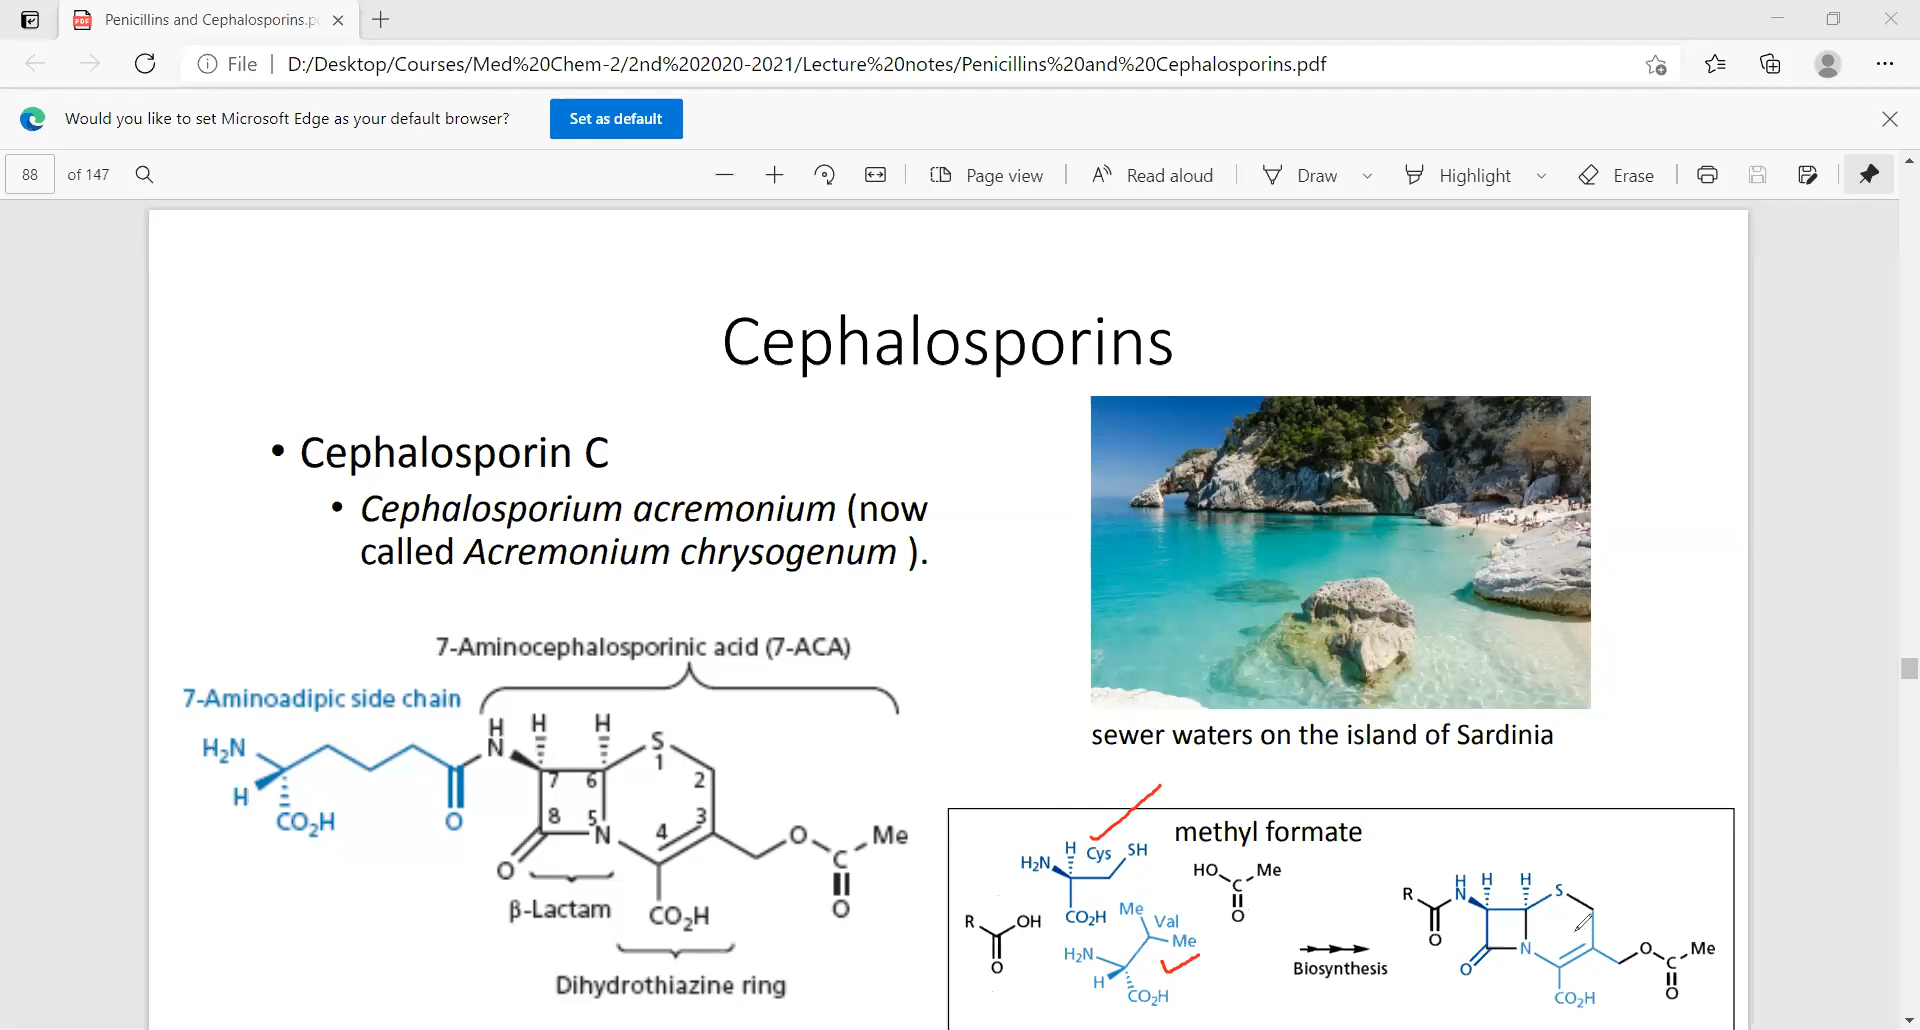 Penicillins and Cephalosporins.p
File
D:/Desktop/Courses/Med%20Chem-2/2nd%202020-2021/Lecture%20notes/Penicillins%20and%20Cephalosporins.pdf
Would you like to set Microsoft Edge as your default browser?
Set as default
88
of 147
Page view
Read aloud
Draw
Highlight
Erase
Cephalosporins
• Cephalosporin C
• Cephalosporium acremonium (now
called Acremonium chrysogenum ).
sewer waters on the island of Sardinia
7-Aminocephalosporinic acid (7-ACA)
7-Aminoadipic side chain
H₂N
H
CO₂H
O
H
N
H
H
S
1
2
3
4
5
6
7
8
N
O
O
C
Me
O
β-Lactam
CO₂H
Dihydrothiazine ring
methyl formate
H₂N
H
Cys
SH
CO₂H
HO
C
Me
O
R
OH
O
Me
Val
Me
H₂N
H
CO₂H
Biosynthesis
R
O
H
N
H
H
S
N
O
O
C
Me
O
CO₂H